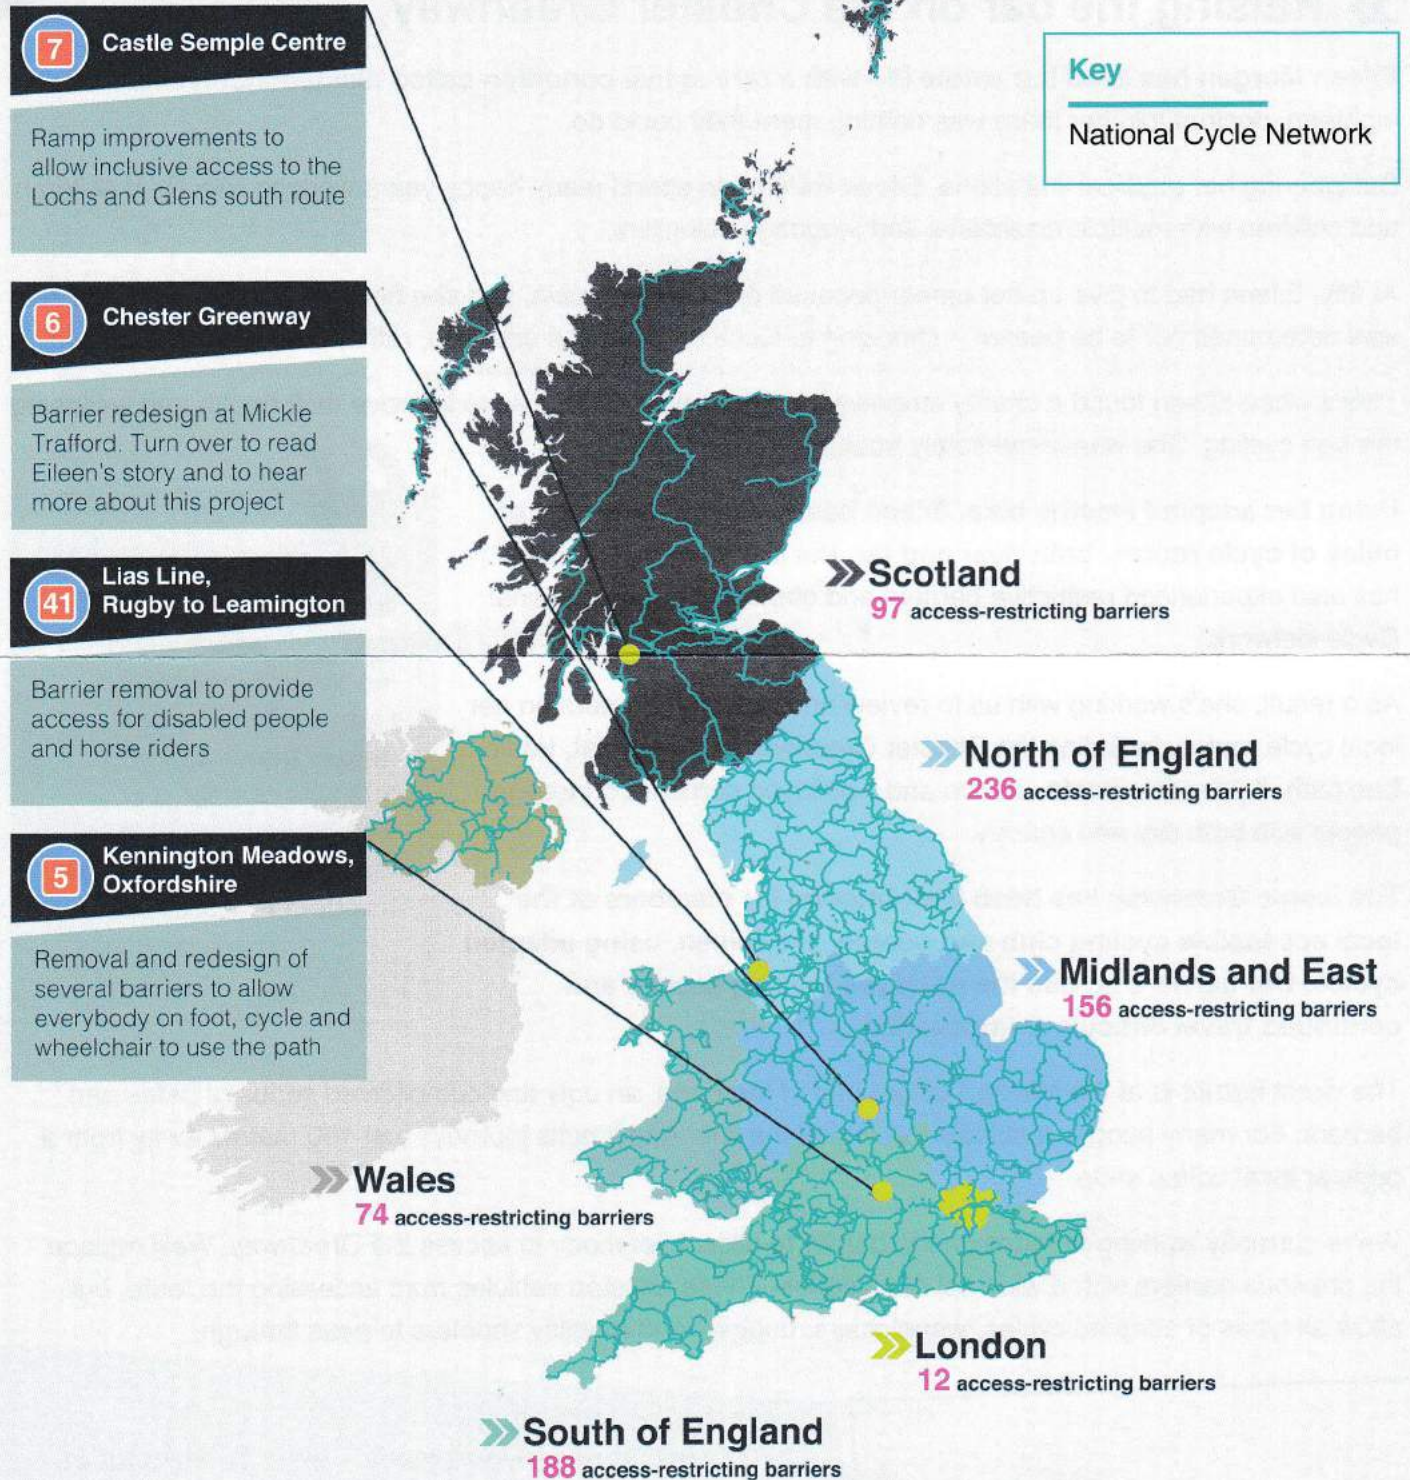 7
Castle Semple Centre
Ramp improvements to
allow inclusive access to the
Lochs and Glens south route
6
Chester Greenway
Barrier redesign at Mickle
Trafford. Turn over to read
Eileen's story and to hear
more about this project
41
Lias Line,
Rugby to Leamington
Barrier removal to provide
access for disabled people
and horse riders
5
Kennington Meadows,
Oxfordshire
Removal and redesign of
several barriers to allow
everybody on foot, cycle and
wheelchair to use the path
Key
National Cycle Network
Scotland
97 access-restricting barriers
North of England
236 access-restricting barriers
Midlands and East
156 access-restricting barriers
Wales
74 access-restricting barriers
London
12 access-restricting barriers
South of England
188 access-restricting barriers